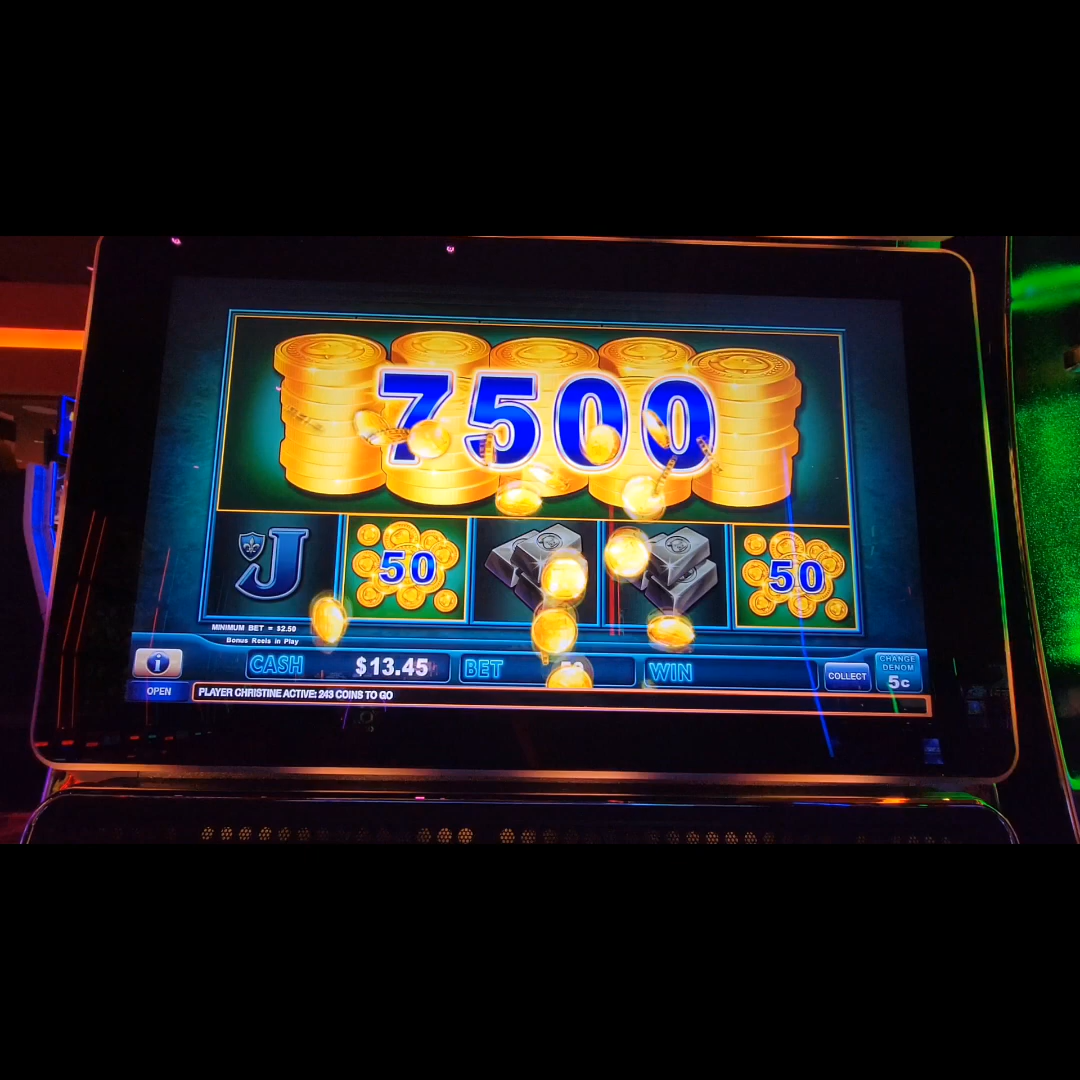 7500
J
50
50
MINIMUM BET = $2.50
Bonus Reels in Play
CASH
$13.45
BET
WIN
COLLECT
CHANGE
DENOM
5¢
OPEN
PLAYER CHRISTINE ACTIVE: 243 COINS TO GO